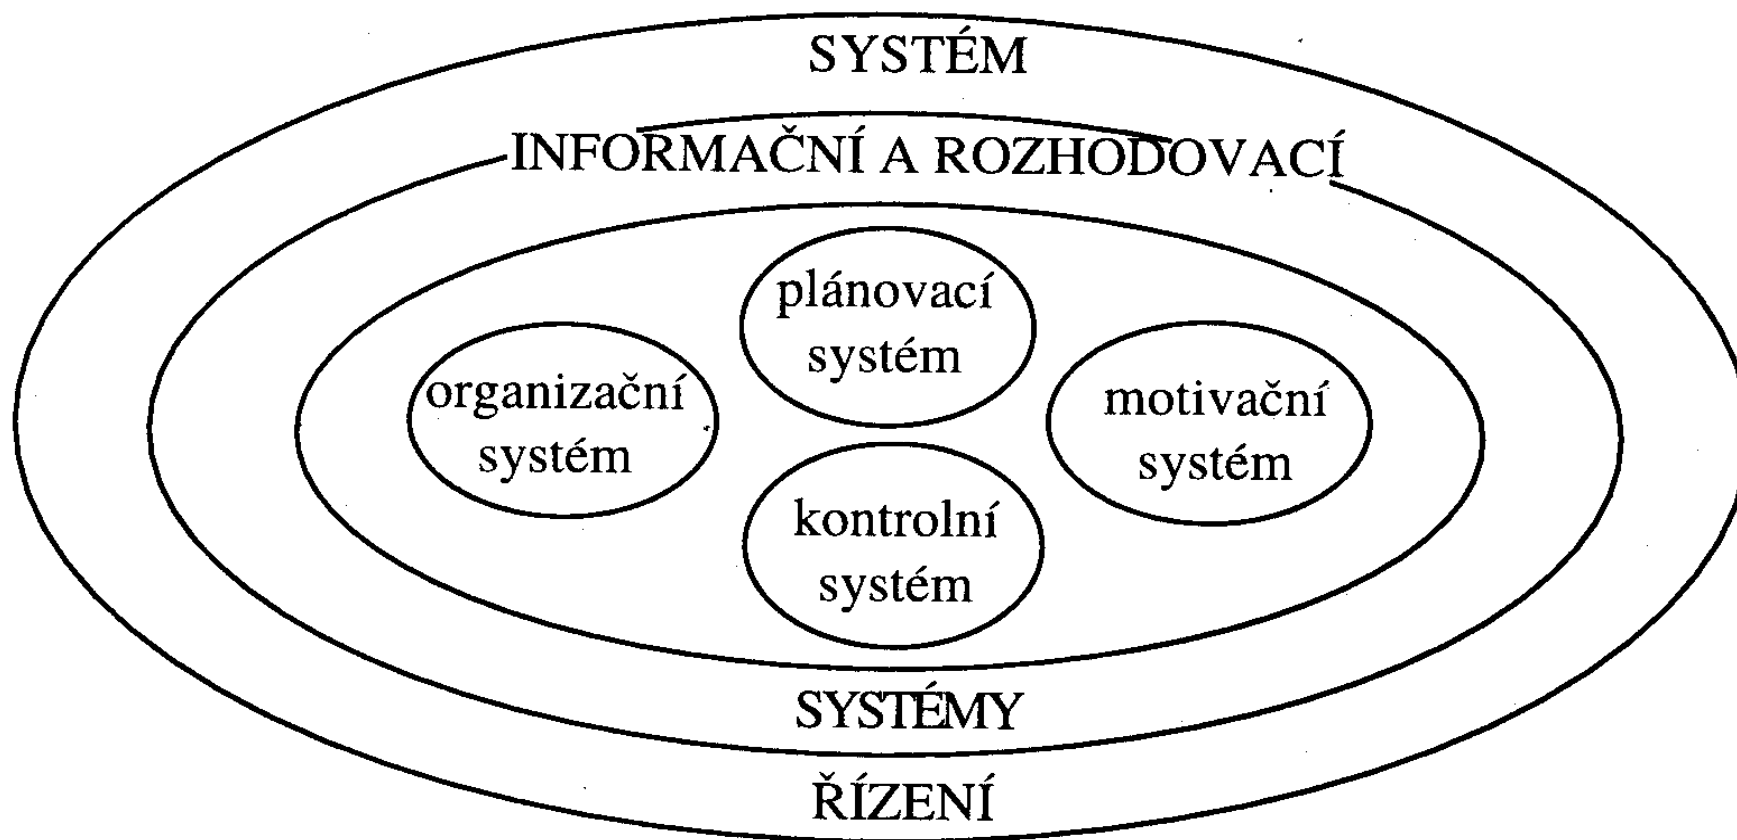 SYSTÉM
INFORMAČNÍ A ROZHODOVACÍ
plánovací
systém
organizační
systém
motivační
systém
kontrolní
systém
SYSTÉMY
ŘÍZENÍ